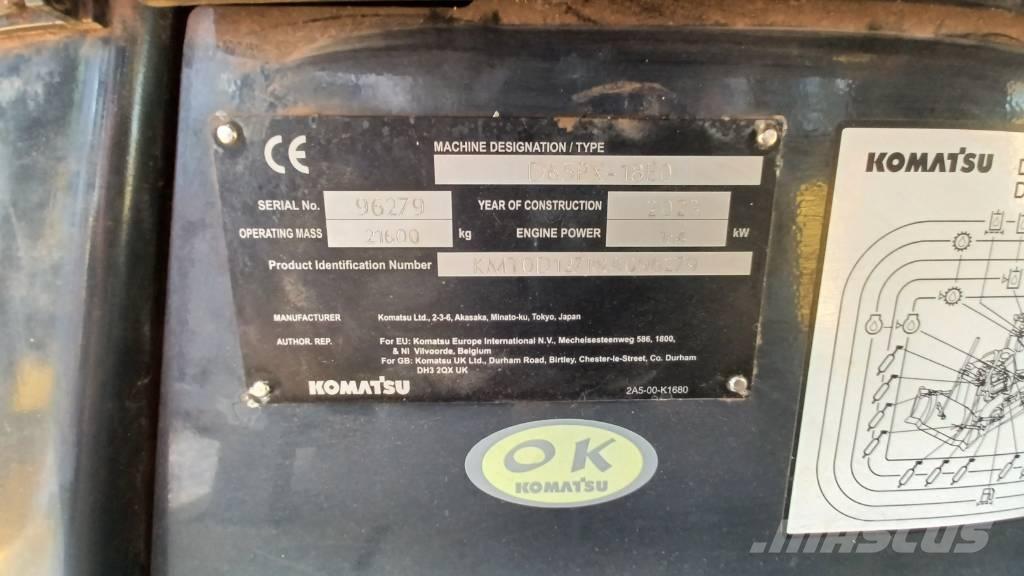 CE
MACHINE DESIGNATION / TYPE
SERIAL No. 96279 YEAR OF CONSTRUCTION
OPERATING MASS 21600 kg ENGINE POWER kW
Product Identification Number
MANUFACTURER Komatsu Ltd., 2-3-6, Akasaka, Minato-ku, Tokyo, Japan
AUTHOR. REP. For EU: Komatsu Europe International N.V., Mechelsesteenweg 586, 1800,
& NI Vilvoorde, Belgium
For GB: Komatsu UK Ltd., Durham Road, Birtley, Chester-le-Street, Co. Durham
DH3 2QX UK
KOMATSU 2A5-00-K1680
OK
KOMATSU
KOMATSU
MASCUS